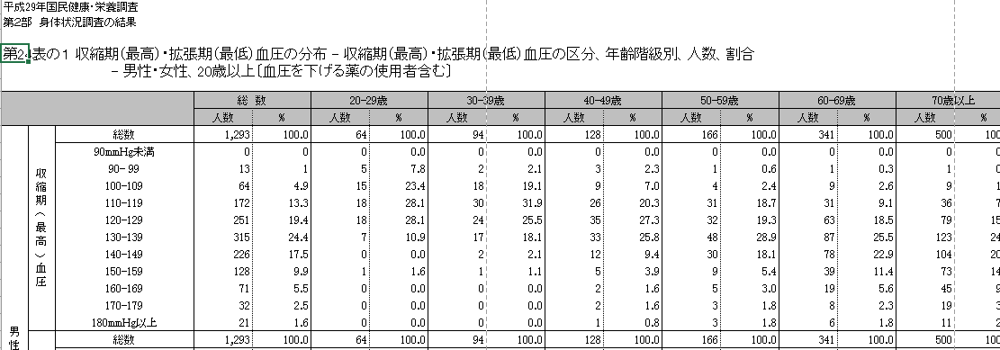 平成29年国民健康・栄養調査
第2部 身体状況調査の結果
第24表の1 収縮期(最高)・拡張期(最低)血圧の分布 - 収縮期(最高)・拡張期(最低)血圧の区分、年齢階級別、人数、割合
- 男性・女性、20歳以上〔血圧を下げる薬の使用者含む〕
総 数 20-29歳 30-39歳 40-49歳 50-59歳 60-69歳 70歳以上
人数 % 人数 % 人数 % 人数 % 人数 % 人数 % 人数 %
総数 1,293 100.0 64 100.0 94 100.0 128 100.0 166 100.0 341 100.0 500 100
90mmHg未満 0 0 0 0.0 0 0.0 0 0.0 0 0.0 0 0.0 0 0
90-99 13 1 5 7.8 2 2.1 3 2.3 1 0.6 1 0.3 1 0
100-109 64 4.9 15 23.4 18 19.1 9 7.0 4 2.4 9 2.6 9 1
110-119 172 13.3 18 28.1 30 31.9 26 20.3 31 18.7 31 9.1 36 7
120-129 251 19.4 18 28.1 24 25.5 35 27.3 32 19.3 63 18.5 79 15
130-139 315 24.4 7 10.9 17 18.1 33 25.8 48 28.9 87 25.5 123 24
140-149 226 17.5 0 0.0 2 2.1 12 9.4 30 18.1 78 22.9 104 20
150-159 128 9.9 1 1.6 1 1.1 5 3.9 9 5.4 39 11.4 73 14
160-169 71 5.5 0 0.0 0 0.0 2 1.6 5 3.0 19 5.6 45 9
170-179 32 2.5 0 0.0 0 0.0 2 1.6 3 1.8 8 2.3 19 3
180mmHg以上 21 1.6 0 0.0 0 0.0 1 0.8 3 1.8 6 1.8 11 2
収縮期(最高)血圧
総数 1,293 100.0 64 100.0 94 100.0 128 100.0 166 100.0 341 100.0 500 100
男性